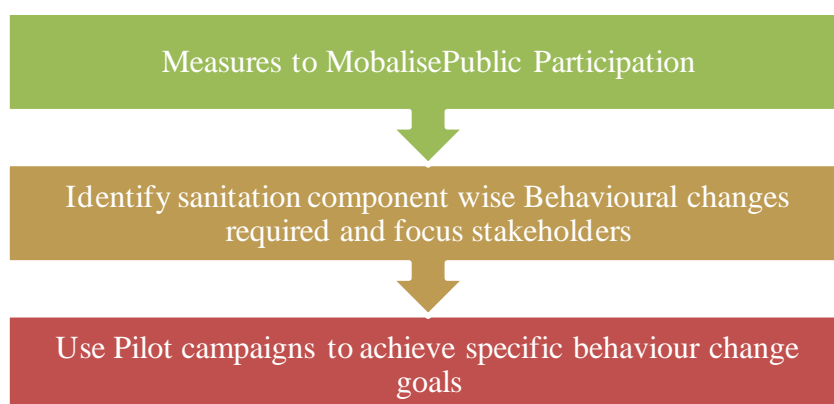 Measures to MobalisePublic Participation
Identify sanitation component wise Behavioural changes
required and focus stakeholders
Use Pilot campaigns to achieve specific behaviour change
goals